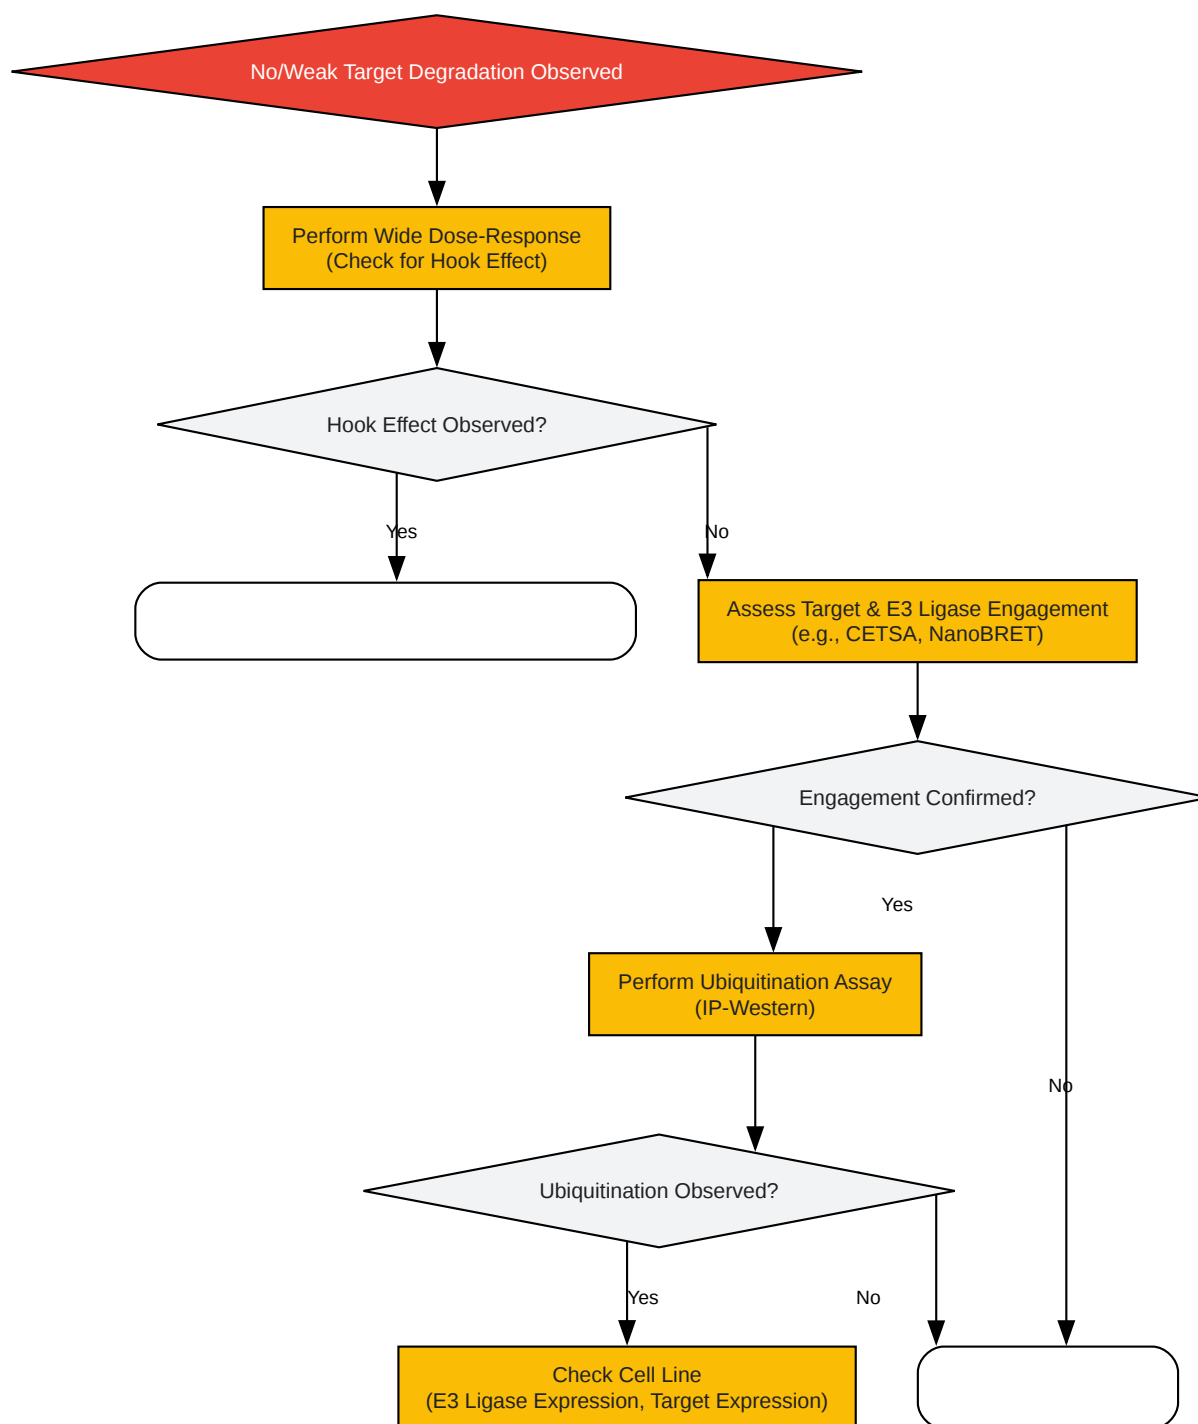 No/Weak Target Degradation Observed
Perform Wide Dose-Response
(Check for Hook Effect)
Hook Effect Observed?
Yes
No
Assess Target & E3 Ligase Engagement
(e.g., CETSA, NanoBRET)
Engagement Confirmed?
Yes
Perform Ubiquitination Assay
(IP-Western)
No
Ubiquitination Observed?
Yes
No
Check Cell Line
(E3 Ligase Expression, Target Expression)